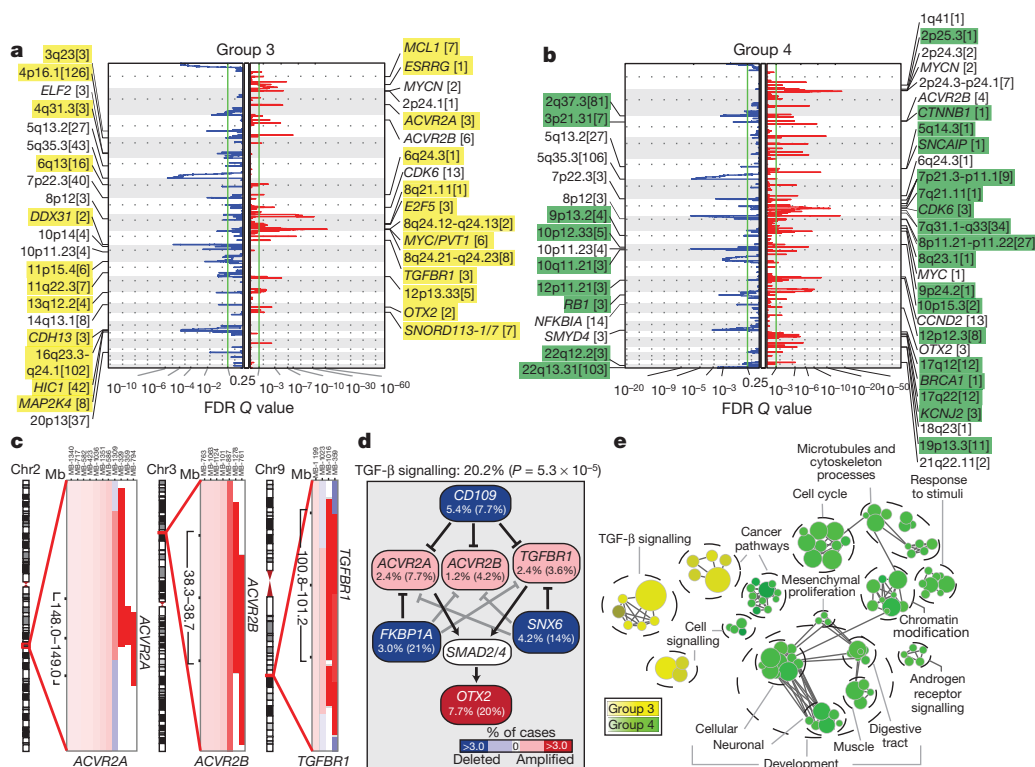 a
Group 3
3q23[3]
4p16.1[126]
ELF2 [3]
4q31.3[3]
5q13.2[27]
5q35.3[43]
6q13[16]
7p22.3[40]
8p12[3]
DDX31 [2]
10p14[4]
10p11.23[4]
11p15.4[6]
11q22.3[7]
13q12.2[4]
14q13.1[8]
CDH13 [3]
16q23.3-
q24.1[102]
HIC1 [42]
MAP2K4 [8]
20p13[37]
MCL1 [7]
ESRRG [1]
MYCN [2]
2p24.1[1]
ACVR2A [3]
ACVR2B [6]
6q24.3[1]
CDK6 [13]
8q21.11[1]
E2F5 [3]
8q24.12-q24.13[2]
MYC/PVT1 [6]
8q24.21-q24.23[8]
TGFBR1 [3]
12p13.33[5]
OTX2 [2]
SNORD113-1/7 [7]
10⁻¹⁰ 10⁻⁶ 10⁻⁴ 10⁻² 0.25 10⁻³ 10⁻⁶ 10⁻¹⁰ 10⁻³⁰ 10⁻⁶⁰
FDR Q value
b
Group 4
2q37.3[81]
3p21.31[7]
5q13.2[27]
5q35.3[106]
7p22.3[3]
8p12[3]
9p13.2[4]
10p12.33[5]
10p11.23[4]
10q11.21[3]
12p11.21[3]
RB1 [3]
NFKBIA [14]
SMYD4 [3]
22q12.2[3]
22q13.31[103]
1q41[1]
2p25.3[1]
2p24.3[2]
MYCN [2]
2p24.3-p24.1[7]
ACVR2B [4]
CTNNB1 [1]
5q14.3[1]
SNCAIP [1]
6q24.3[1]
7p21.3-p11.1[9]
7q21.11[1]
CDK6 [3]
7q31.1-q33[34]
8p11.21-p11.22[27]
8q23.1[1]
MYC [1]
9p24.2[1]
10p15.3[2]
CCND2 [13]
12p12.3[8]
OTX2 [3]
17q12[12]
BRCA1 [1]
17q22[12]
KCNJ2 [3]
18q23[1]
19p13.3[11]
21q22.11[2]
10⁻²⁰ 10⁻⁹ 10⁻⁵ 10⁻² 0.25 10⁻³ 10⁻⁶ 10⁻⁹ 10⁻²⁰ 10⁻⁵⁰
FDR Q value
c
Chr2
Mb
148.0–149.0
ACVR2A
ACVR2A
Chr3
Mb
38.3–38.7
ACVR2B
ACVR2B
Chr9
Mb
100.8–101.2
TGFBR1
TGFBR1
d
TGF-β signalling: 20.2% (P = 5.3 × 10⁻⁵)
CD109
5.4% (7.7%)
ACVR2A
2.4% (7.7%)
ACVR2B
1.2% (4.2%)
TGFBR1
2.4% (3.6%)
FKBP1A
3.0% (21%)
SMAD2/4
SNX6
4.2% (14%)
OTX2
7.7% (20%)
% of cases
>3.0 0 >3.0
Deleted Amplified
e
Microtubules and
cytoskeleton
processes
Response
to stimuli
Cell cycle
TGF-β signalling
Cancer
pathways
Mesenchymal
proliferation
Chromatin
modification
Cell
signalling
Androgen
receptor
signalling
Group 3
Group 4
Cellular
Neuronal
Muscle
Digestive
tract
Development